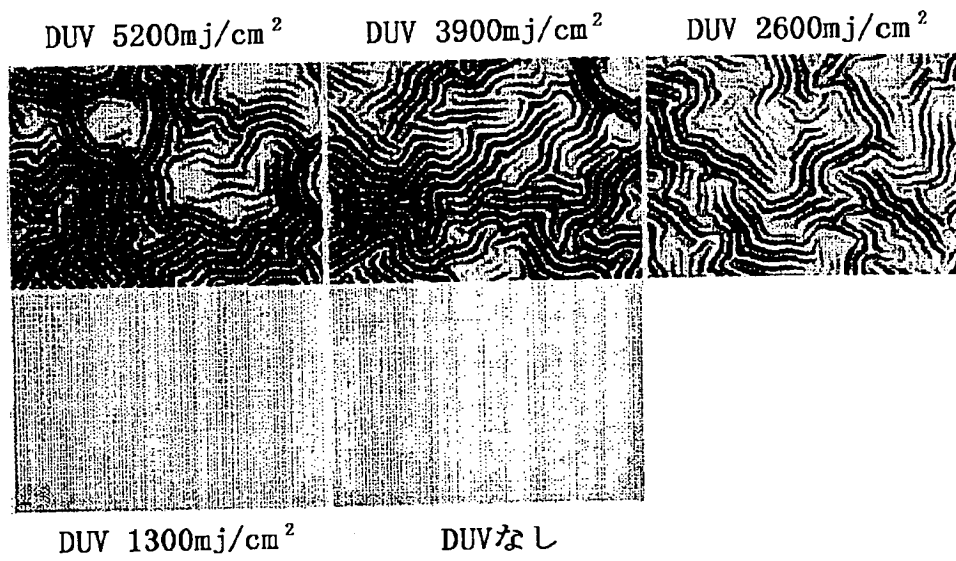 DUV 5200mj/cm² DUV 3900mj/cm² DUV 2600mj/cm²
DUV 1300mj/cm² DUVなし